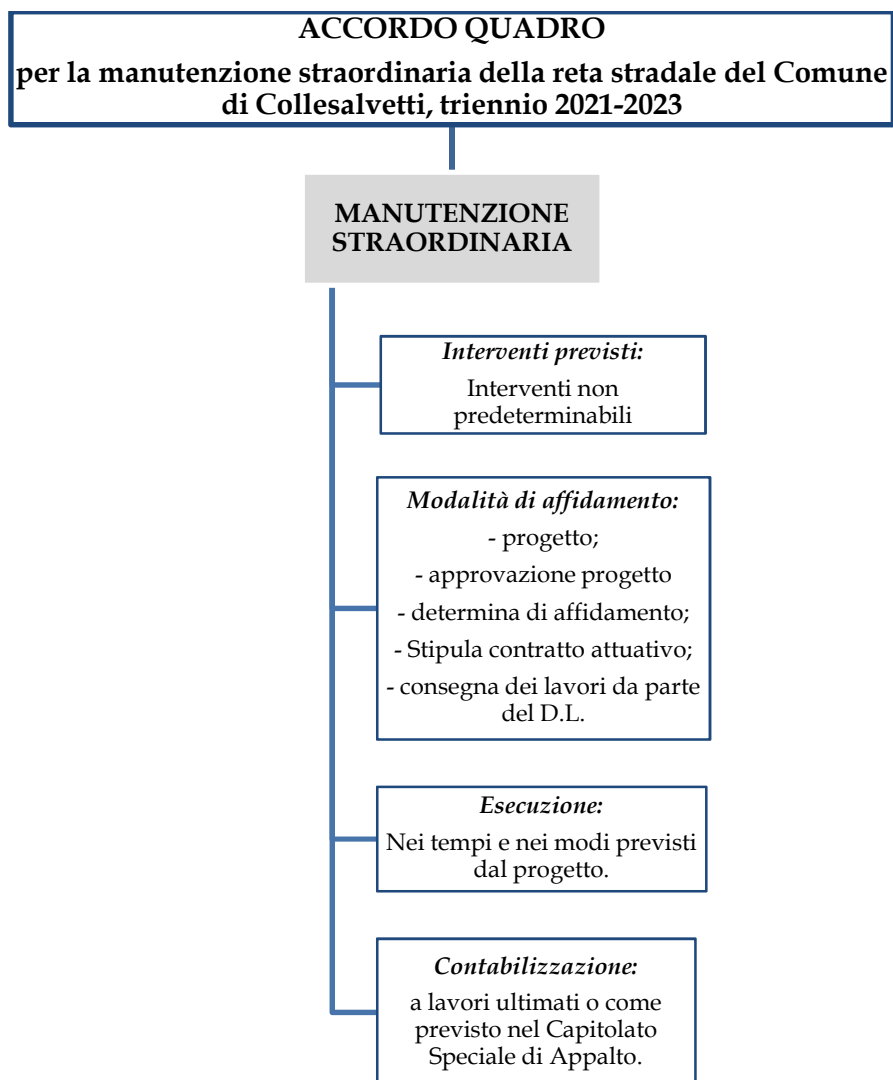 ACCORDO QUADRO
per la manutenzione straordinaria della reta stradale del Comune
di Collesalvetti, triennio 2021-2023
MANUTENZIONE
STRAORDINARIA
Interventi previsti:
Interventi non
predeterminabili
Modalità di affidamento:
- progetto;
- approvazione progetto
- determina di affidamento;
- Stipula contratto attuativo;
- consegna dei lavori da parte
del D.L.
Esecuzione:
Nei tempi e nei modi previsti
dal progetto.
Contabilizzazione:
a lavori ultimati o come
previsto nel Capitolato
Speciale di Appalto.